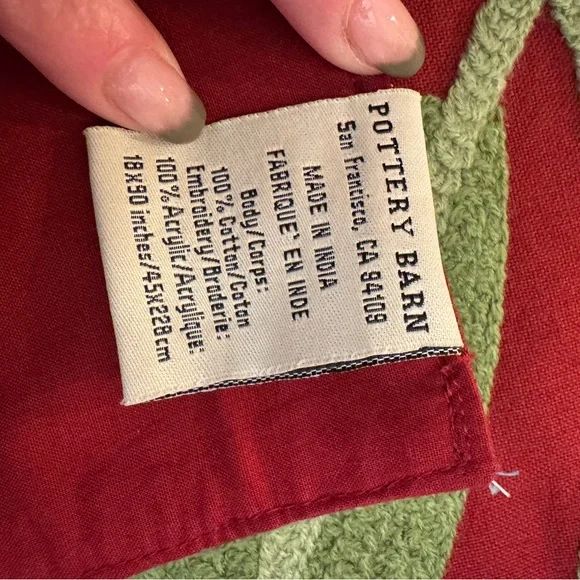 POTTERY BARN
San Francisco, CA 94109
MADE IN INDIA
FABRIQUE' EN INDE
Body/Corps:
100% Cotton/Coton
Embroidery/Broderie:
100% Acrylic/Acrylique:
18x90 inches/45x228cm